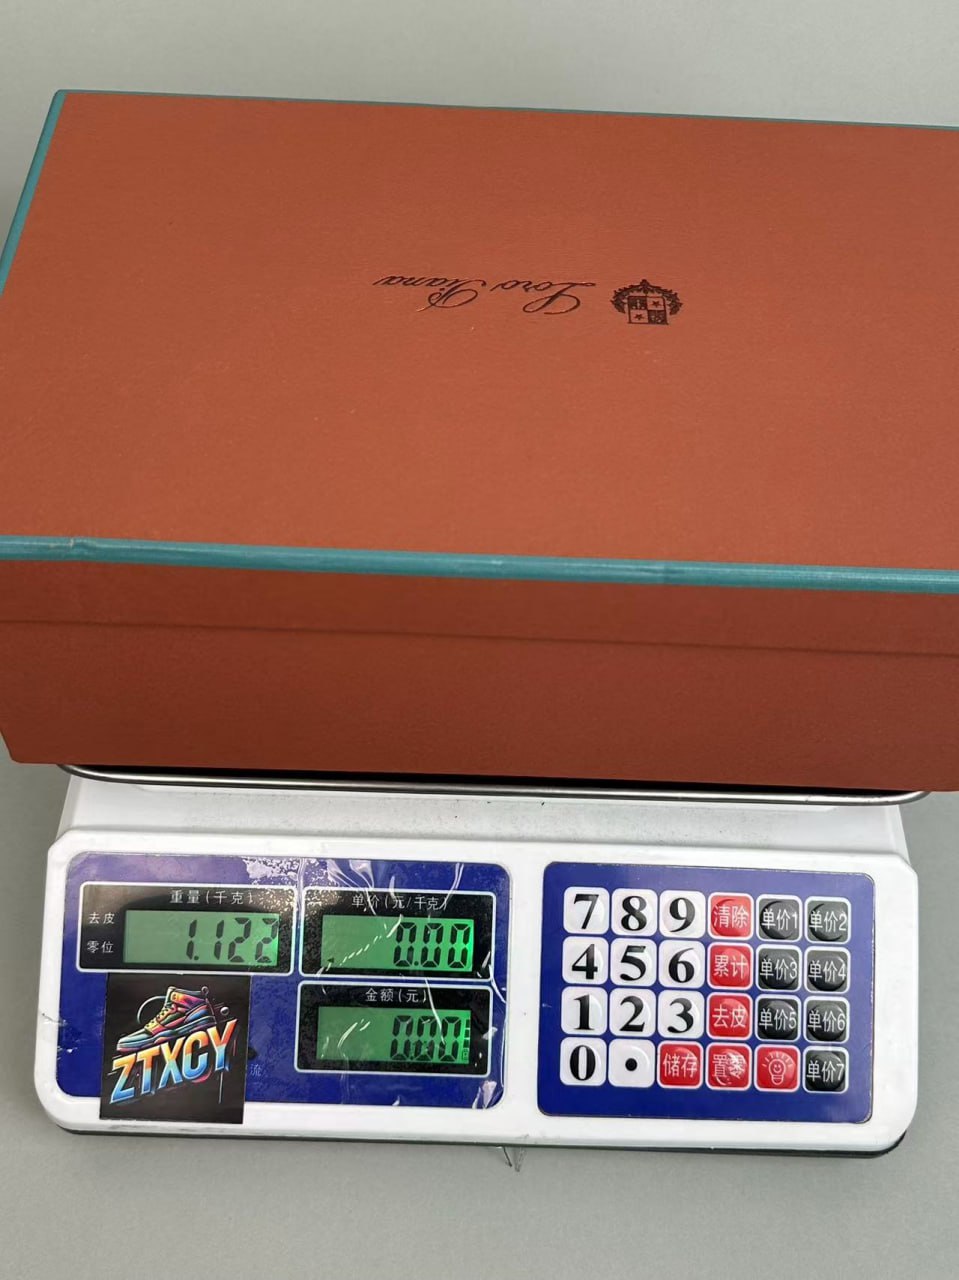 Loro Piana
重量(千克)
去皮
零位
1.122
单价(元/千克)
0.00
金额(元)
0.00
ZTXCY
流
7 8 9 清除 单价1 单价2
4 5 6 累计 单价3 单价4
1 2 3 去皮 单价5 单价6
0 • 储存 置零 单价7